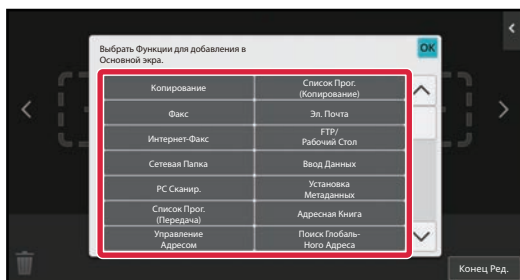 Выбрать Функции для добавления в
Основной экра.
OK
Копирование
Список Прог.
(Копирование)
Факс
Эл. Почта
Интернет-Факс
FTP/
Рабочий Стол
Сетевая Папка
Ввод Данных
PC Сканир.
Установка
Метаданных
Список Прог.
(Передача)
Адресная Книга
Управление
Адресом
Поиск Глобаль-
Ного Адреса
Конец Ред.